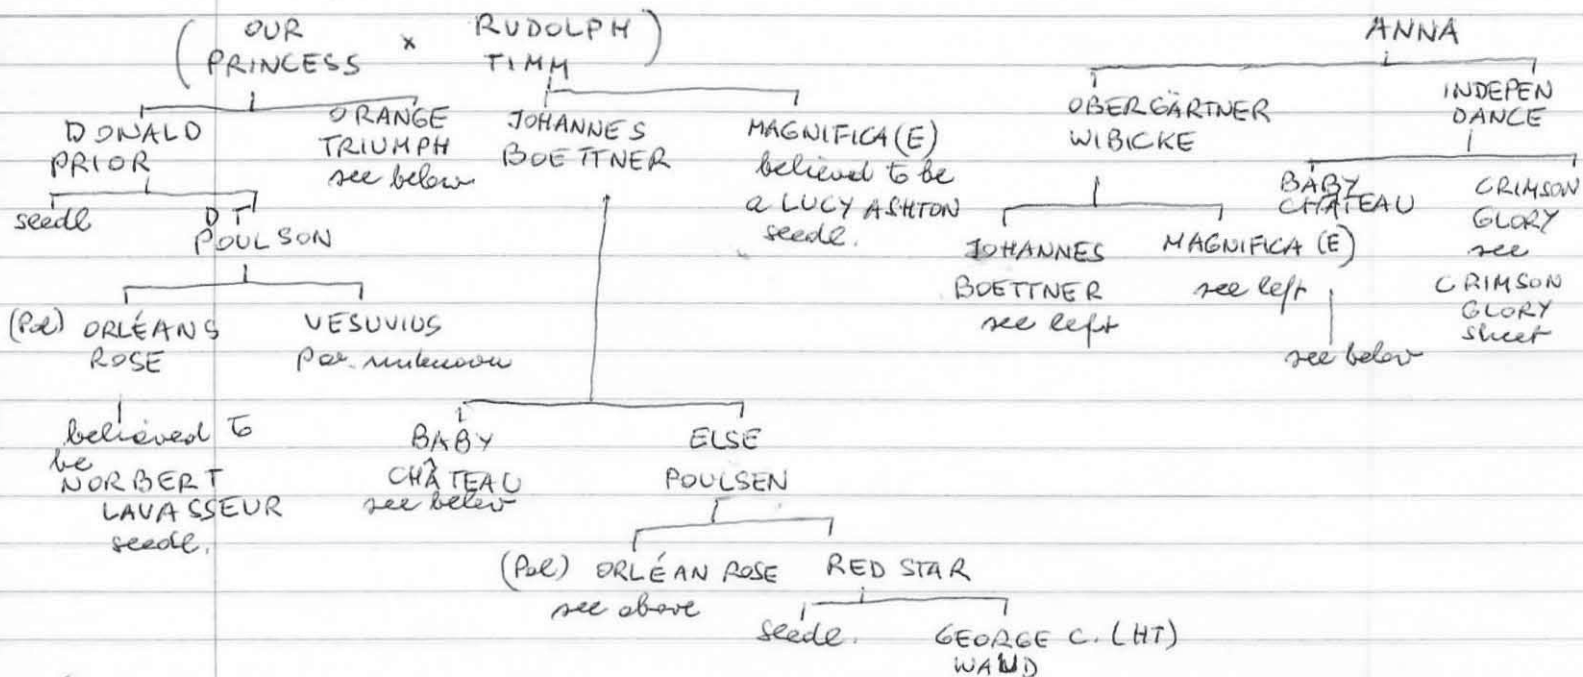 ( OUR PRINCESS x RUDOLPH TIMM )
ANNA
DONALD PRIOR
ORANGE TRIUMPH
see below
JOHANNES BOETTNER
MAGNIFICA (E)
believed to be
a LUCY ASHTON
seedl.
OBERGÄRTNER
WIBICKE
INDEPEN
DANCE
seedl
D T
POULSON
JOHANNES
BOETTNER
see left
MAGNIFICA (E)
see left
BABY
CHÂTEAU
see below
CRIMSON
GLORY
see
CRIMSON
GLORY
sheet
(Pol) ORLÉANS
ROSE
VESUVIUS
par. unknown
believed to
be
NORBERT
LAVASSEUR
seedl.
BABY
CHÂTEAU
see below
ELSE
POULSEN
(Pol) ORLÉAN ROSE
see above
RED STAR
seedl.
GEORGE C. (HT)
WAUD